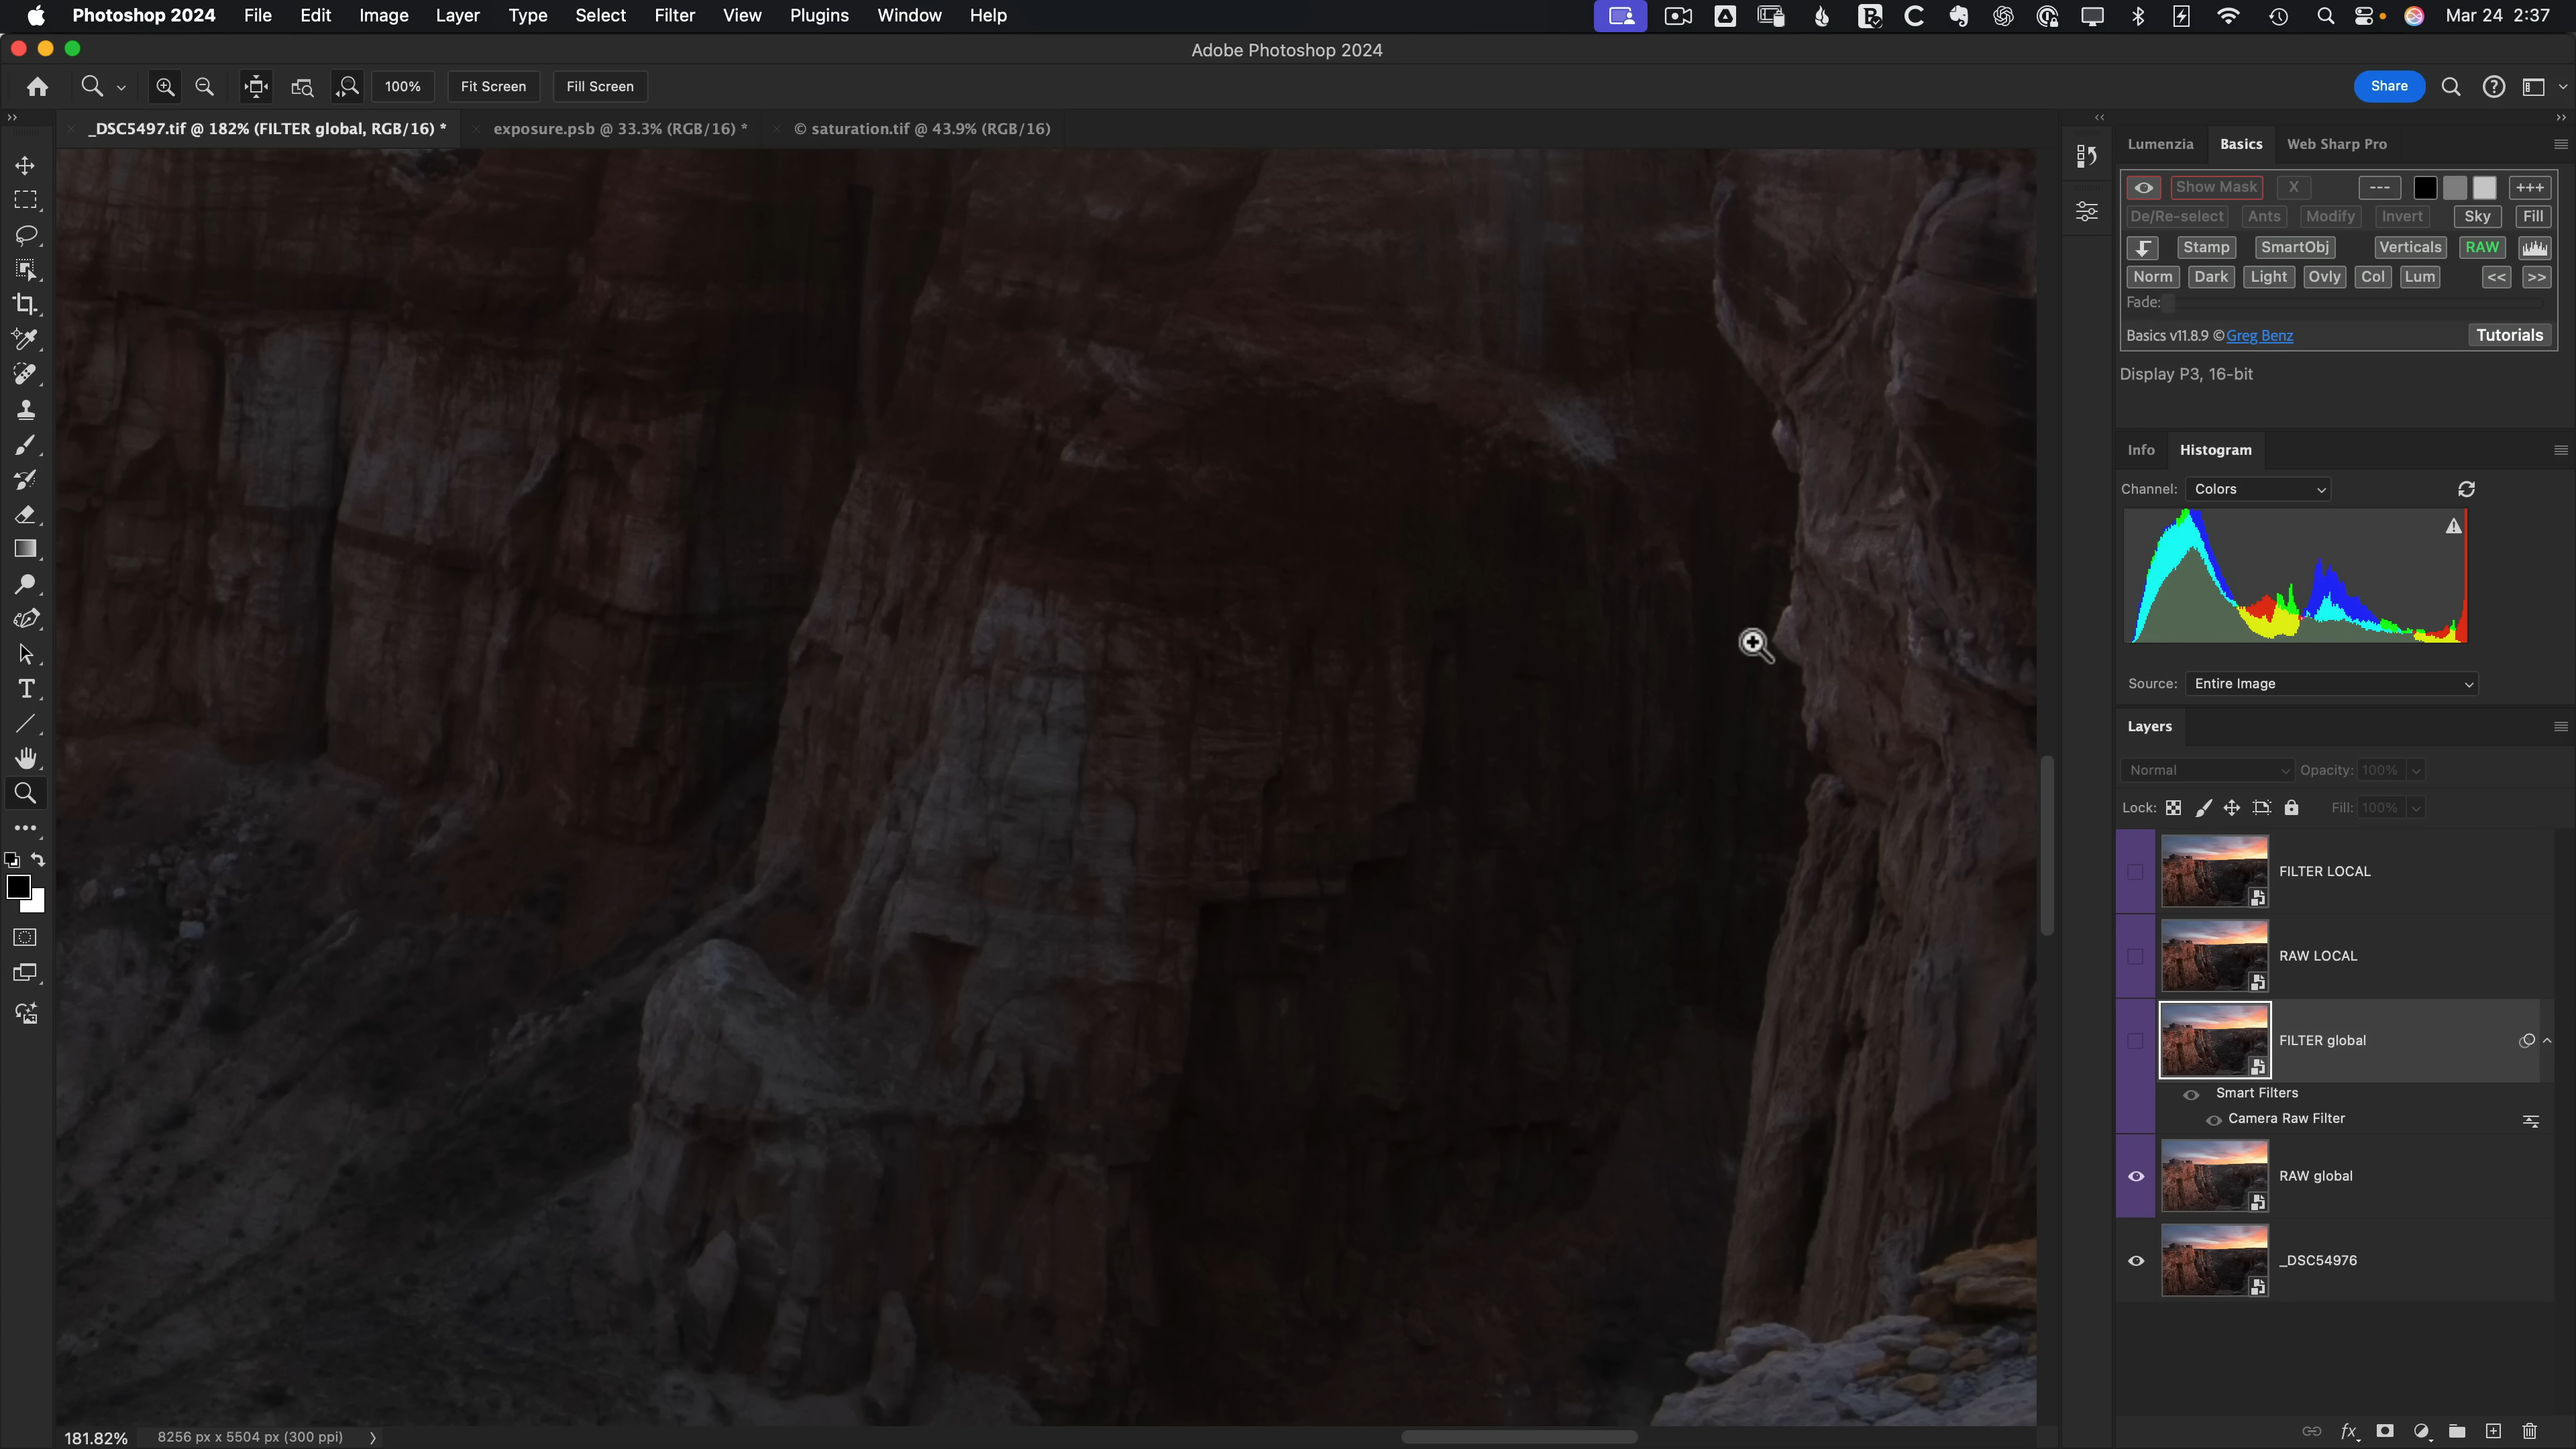 Photoshop 2024 File Edit Image Layer Type Select Filter View Plugins Window Help Mar 24 2:37
Adobe Photoshop 2024
100% Fit Screen Fill Screen Share
_DSC5497.tif @ 182% (FILTER global, RGB/16) * exposure.psb @ 33.3% (RGB/16) * © saturation.tif @ 43.9% (RGB/16)
Lumenzia Basics Web Sharp Pro
Show Mask X --- +++
De/Re-select Ants Modify Invert Sky Fill
Stamp SmartObj Verticals RAW
Norm Dark Light Ovly Col Lum << >>
Fade:
Basics v11.8.9 © Greg Benz Tutorials
Display P3, 16-bit
Info Histogram
Channel: Colors
Source: Entire Image
Layers
Normal Opacity: 100%
Lock: Fill: 100%
FILTER LOCAL
RAW LOCAL
FILTER global
Smart Filters
Camera Raw Filter
RAW global
_DSC54976
181.82% 8256 px x 5504 px (300 ppi)